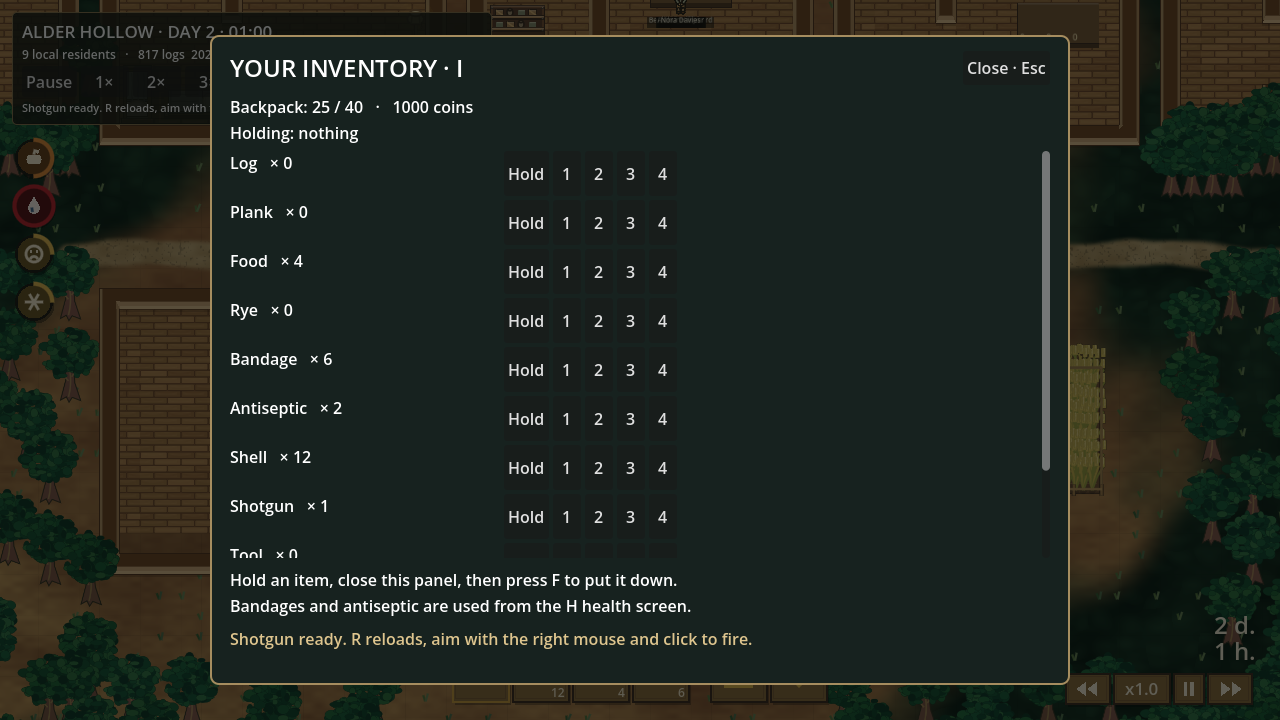 ALDER HOLLOW · DAY 2 · 01:00
9 local residents · 817 logs 202
Pause 1× 2× 3
Shotgun ready. R reloads, aim with
YOUR INVENTORY · I
Close · Esc
Backpack: 25 / 40 · 1000 coins
Holding: nothing
Log × 0 Hold 1 2 3 4
Plank × 0 Hold 1 2 3 4
Food × 4 Hold 1 2 3 4
Rye × 0 Hold 1 2 3 4
Bandage × 6 Hold 1 2 3 4
Antiseptic × 2 Hold 1 2 3 4
Shell × 12 Hold 1 2 3 4
Shotgun × 1 Hold 1 2 3 4
Tool × 0
Hold an item, close this panel, then press F to put it down.
Bandages and antiseptic are used from the H health screen.
Shotgun ready. R reloads, aim with the right mouse and click to fire.
2 d.
1 h.
12 4 6
x1.0